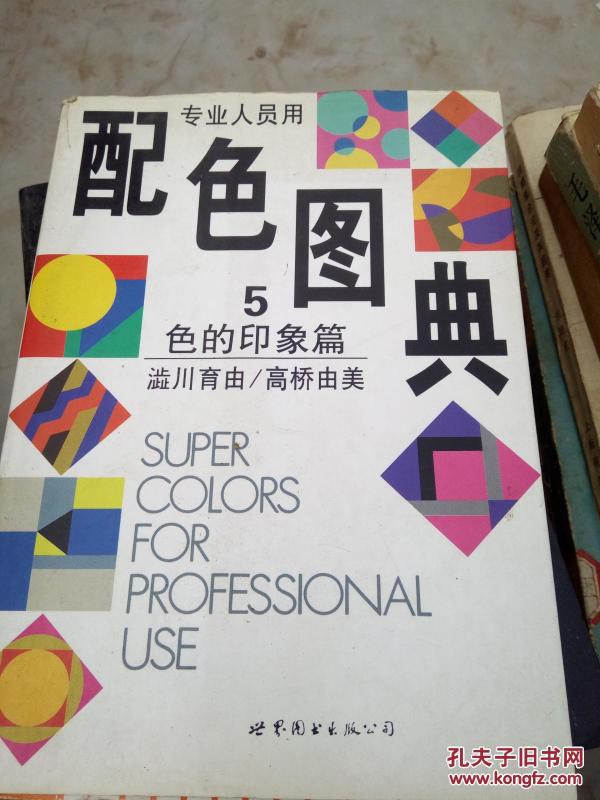 专业人员用
配色图典
5
色的印象篇
澁川育由/高桥由美
SUPER
COLORS
FOR
PROFESSIONAL
USE
世界图书出版公司
毛泽
孔夫子旧书网
www.kongfz.com